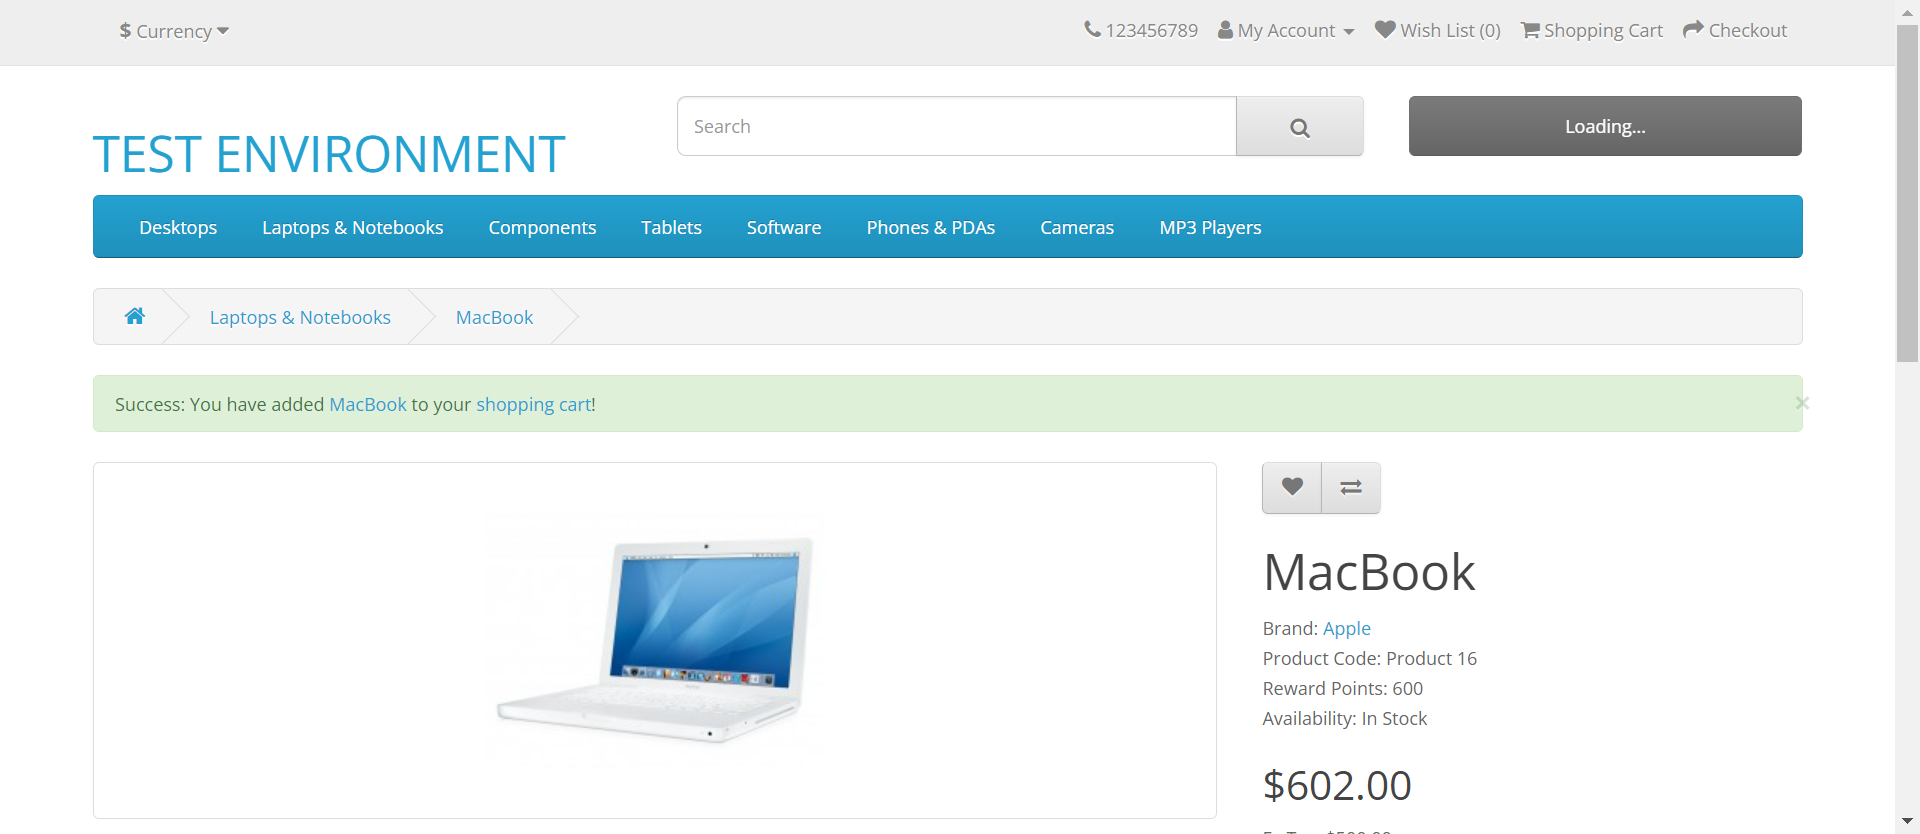 $ Currency
123456789 My Account Wish List (0) Shopping Cart Checkout
TEST ENVIRONMENT
Search
Loading...
Desktops Laptops & Notebooks Components Tablets Software Phones & PDAs Cameras MP3 Players
Laptops & Notebooks MacBook
Success: You have added MacBook to your shopping cart!
×
MacBook
Brand: Apple
Product Code: Product 16
Reward Points: 600
Availability: In Stock
$602.00